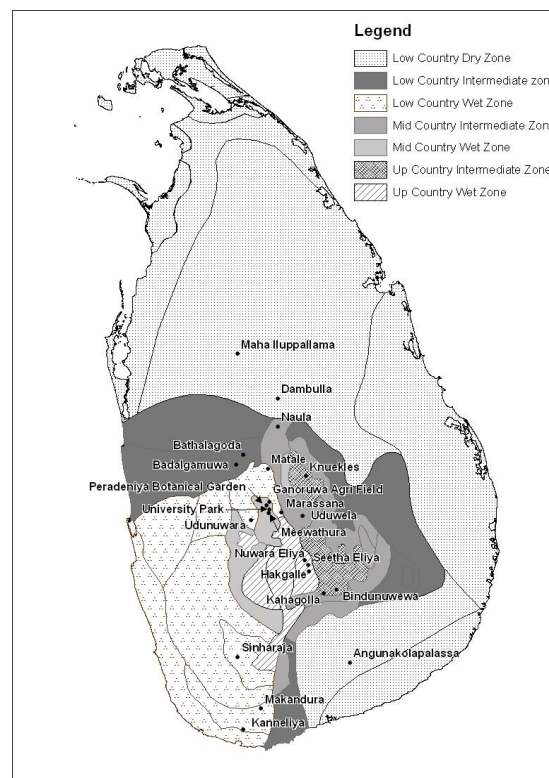 Legend
Low Country Dry Zone
Low Country Intermediate zon
Low Country Wet Zone
Mid Country Intermediate Zon
Mid Country Wet Zone
Up Country Intermediate Zone
Up Country Wet Zone
Maha Iluppallama
Dambulla
Naula
Bathalagoda
Badalgamuwa
Matale
Knuekles
Peradeniya Botanical Garden
Ganoruwa Agri Field
Marassana
University Park
Uduwela
Udunuwara
Meewathura
Nuwara Eliya
Seetha Eliya
Hakgalle
Kahagolla
Bindunuwewa
Sinharaja
Angunakolapalassa
Makandura
Kanneliya